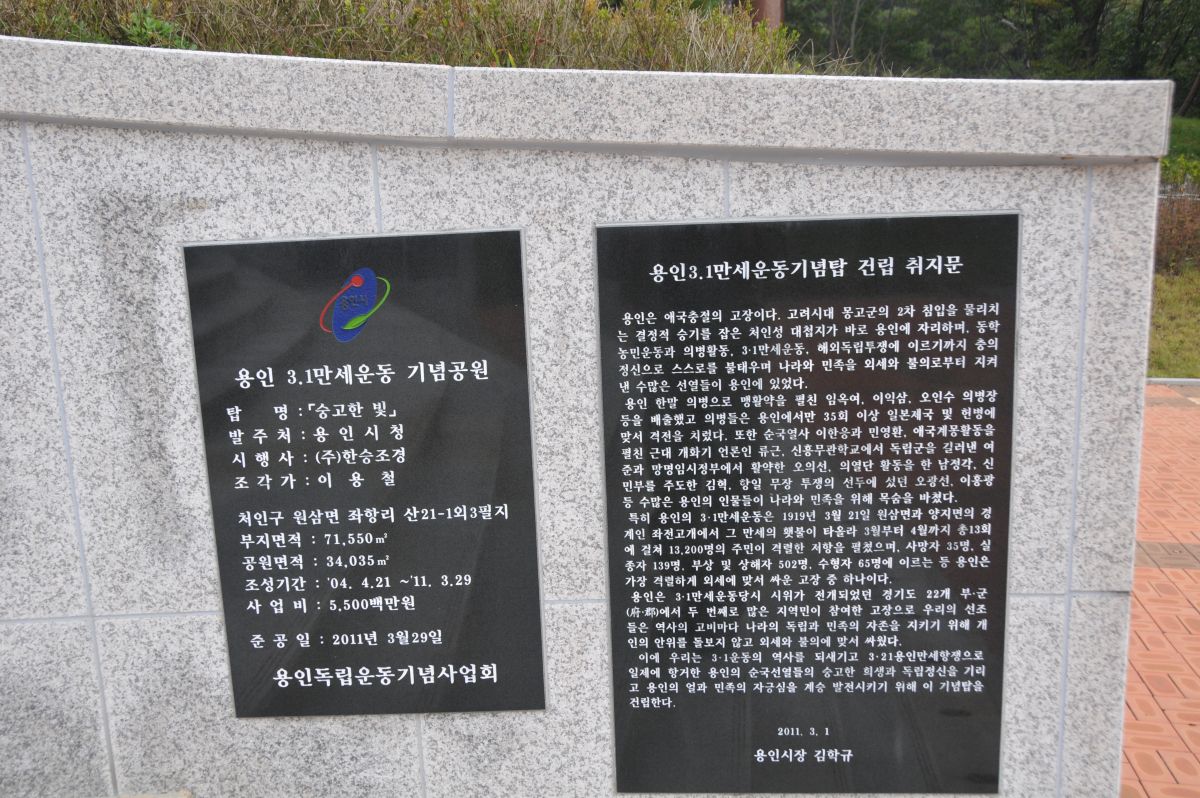 용인시
용인 3.1만세운동 기념공원
탑 명 : 「숭고한 빛」
발 주 처 : 용 인 시 청
시 행 사 : (주)한승조경
조 각 가 : 이 용 철
처인구 원삼면 좌항리 산21-1외3필지
부지면적 : 71,550㎡
공원면적 : 34,035㎡
조성기간 : '04. 4.21 ~'11. 3.29
사 업 비 : 5,500백만원
준 공 일 : 2011년 3월29일
용인독립운동기념사업회
용인3.1만세운동기념탑 건립 취지문
용인은 애국충절의 고장이다. 고려시대 몽고군의 2차 침입을 물리치
는 결정적 승기를 잡은 처인성 대첩지가 바로 용인에 자리하며, 동학
농민운동과 의병활동, 3·1만세운동, 해외독립투쟁에 이르기까지 충의
정신으로 스스로를 불태우며 나라와 민족을 외세와 불의로부터 지켜
낸 수많은 선열들이 용인에 있었다.
용인 한말 의병으로 맹활약을 펼친 임옥여, 이익삼, 오인수 의병장
등을 배출했고 의병들은 용인에서만 35회 이상 일본제국 및 헌병에
맞서 격전을 치렀다. 또한 순국열사 이한응과 민영환, 애국계몽활동을
펼친 근대 개화기 언론인 류근, 신흥무관학교에서 독립군을 길러낸 여
준과 망명임시정부에서 활약한 오의선, 의열단 활동을 한 남정각, 신
민부를 주도한 김혁, 항일 무장 투쟁의 선두에 섰던 오광선, 이홍광
등 수많은 용인의 인물들이 나라와 민족을 위해 목숨을 바쳤다.
특히 용인의 3·1만세운동은 1919년 3월 21일 원삼면과 양지면의 경
계인 좌전고개에서 그 만세의 횃불이 타올라 3월부터 4월까지 총13회
에 걸쳐 13,200명의 주민이 격렬한 저항을 펼쳤으며, 사망자 35명, 실
종자 139명, 부상 및 상해자 502명, 수형자 65명에 이르는 등 용인은
가장 격렬하게 외세에 맞서 싸운 고장 중 하나이다.
용인은 3·1만세운동당시 시위가 전개되었던 경기도 22개 부·군
(府·郡)에서 두 번째로 많은 지역민이 참여한 고장으로 우리의 선조
들은 역사의 고비마다 나라의 독립과 민족의 자존을 지키기 위해 개
인의 안위를 돌보지 않고 외세와 불의에 맞서 싸웠다.
이에 우리는 3·1운동의 역사를 되새기고 3·21용인만세항쟁으로
일제에 항거한 용인의 순국선열들의 숭고한 희생과 독립정신을 기리
고 용인의 얼과 민족의 자긍심을 계승 발전시키기 위해 이 기념탑을
건립한다.
2011. 3. 1
용인시장 김학규